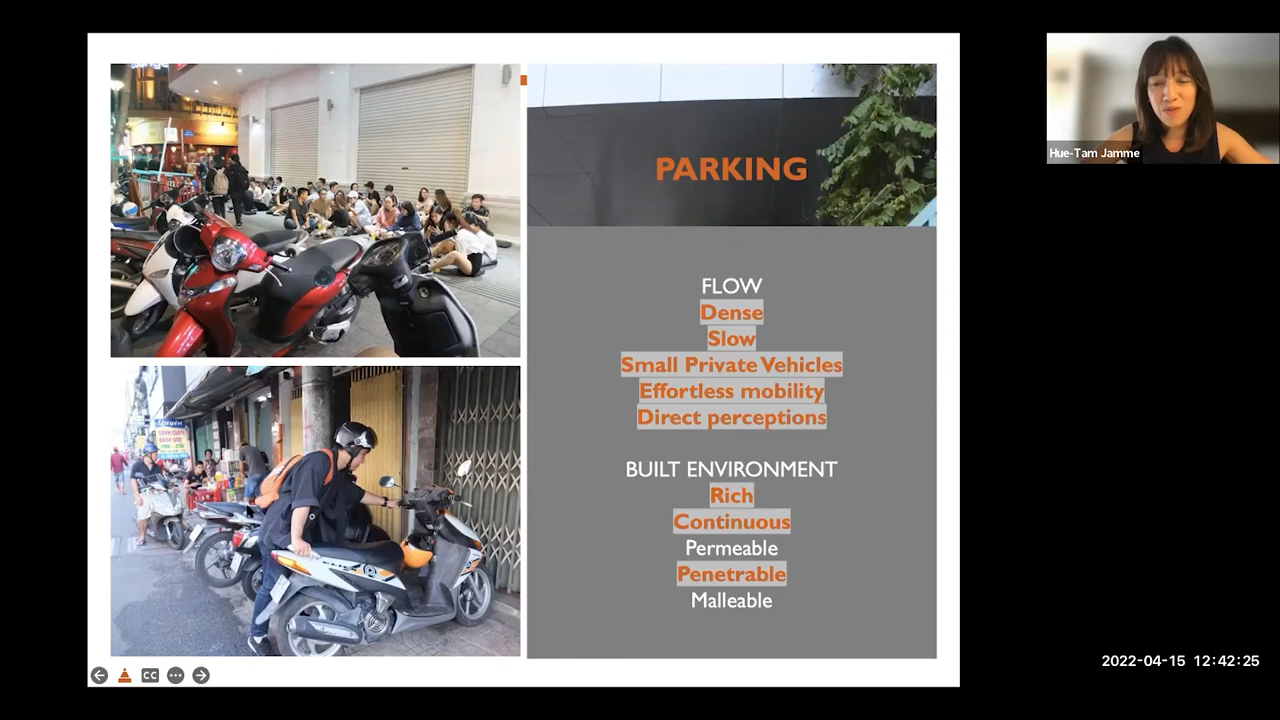 PARKING
FLOW
Dense
Slow
Small Private Vehicles
Effortless mobility
Direct perceptions
BUILT ENVIRONMENT
Rich
Continuous
Permeable
Penetrable
Malleable
CC
Hue-Tam Jamme
2022-04-15 12:42:25